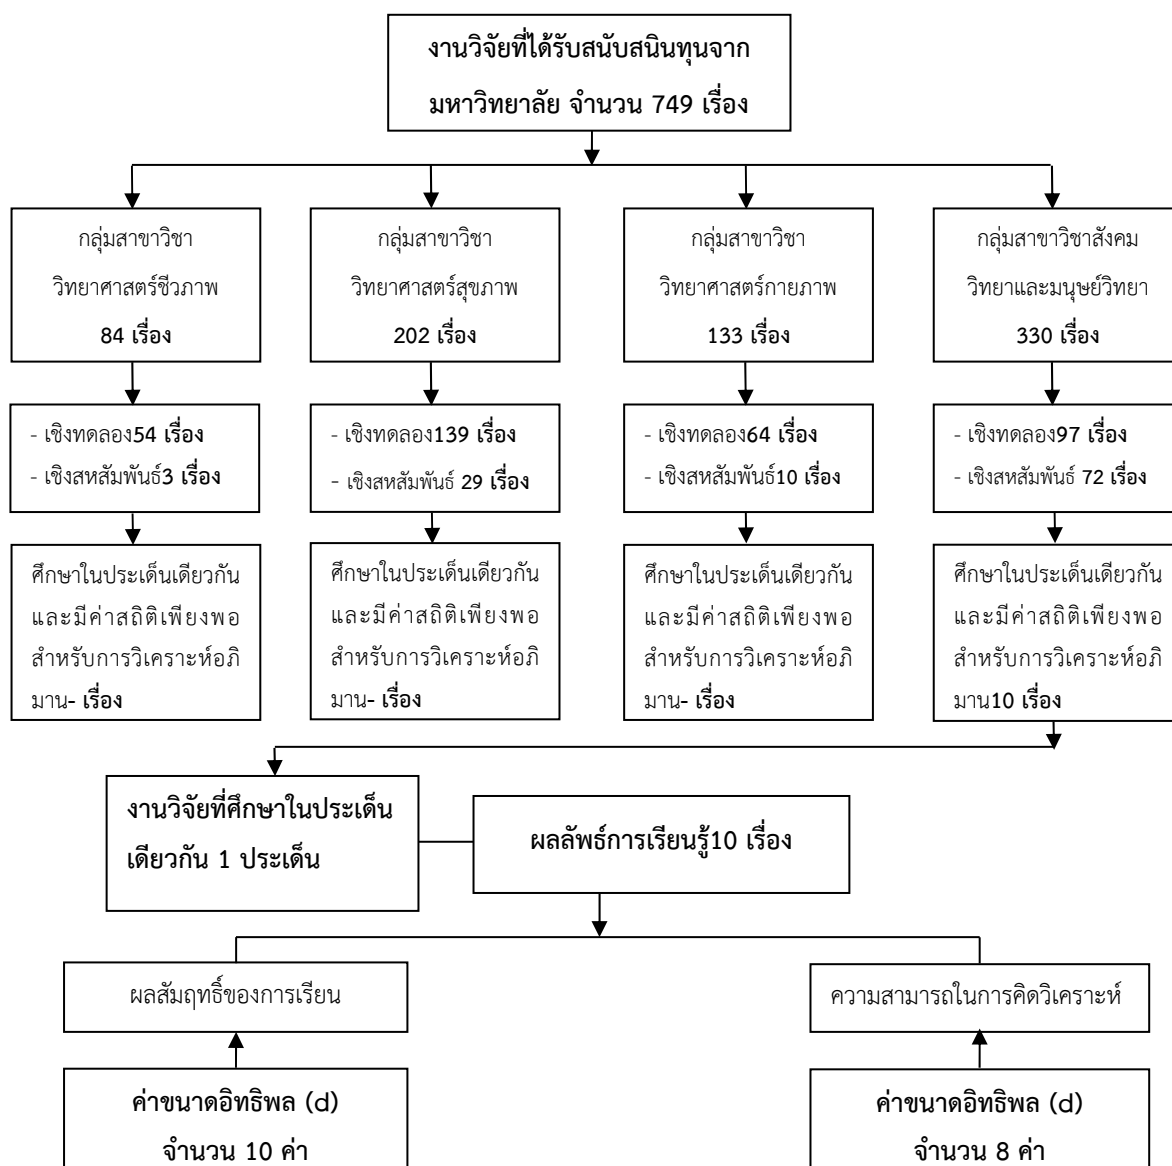 งานวิจัยที่ได้รับสนับสนินทุนจาก
มหาวิทยาลัย จำนวน 749 เรื่อง
กลุ่มสาขาวิชา
วิทยาศาสตร์ชีวภาพ
84 เรื่อง
กลุ่มสาขาวิชา
วิทยาศาสตร์สุขภาพ
202 เรื่อง
กลุ่มสาขาวิชา
วิทยาศาสตร์กายภาพ
133 เรื่อง
กลุ่มสาขาวิชาสังคม
วิทยาและมนุษย์วิทยา
330 เรื่อง
- เชิงทดลอง54 เรื่อง
- เชิงสหสัมพันธ์3 เรื่อง
- เชิงทดลอง139 เรื่อง
- เชิงสหสัมพันธ์ 29 เรื่อง
- เชิงทดลอง64 เรื่อง
- เชิงสหสัมพันธ์10 เรื่อง
- เชิงทดลอง97 เรื่อง
- เชิงสหสัมพันธ์ 72 เรื่อง
ศึกษาในประเด็นเดียวกัน
และมีค่าสถิติเพียงพอ
สำหรับการวิเคราะห์อภิ
มาน- เรื่อง
ศึกษาในประเด็นเดียวกัน
และมีค่าสถิติเพียงพอ
สำหรับการวิเคราะห์อภิ
มาน- เรื่อง
ศึกษาในประเด็นเดียวกัน
และมีค่าสถิติเพียงพอ
สำหรับการวิเคราะห์อภิ
มาน- เรื่อง
ศึกษาในประเด็นเดียวกัน
และมีค่าสถิติเพียงพอ
สำหรับการวิเคราะห์อภิ
มาน10 เรื่อง
งานวิจัยที่ศึกษาในประเด็น
เดียวกัน 1 ประเด็น
ผลลัพธ์การเรียนรู้10 เรื่อง
ผลสัมฤทธิ์ของการเรียน
ความสามารถในการคิดวิเคราะห์
ค่าขนาดอิทธิพล (d)
จำนวน 10 ค่า
ค่าขนาดอิทธิพล (d)
จำนวน 8 ค่า